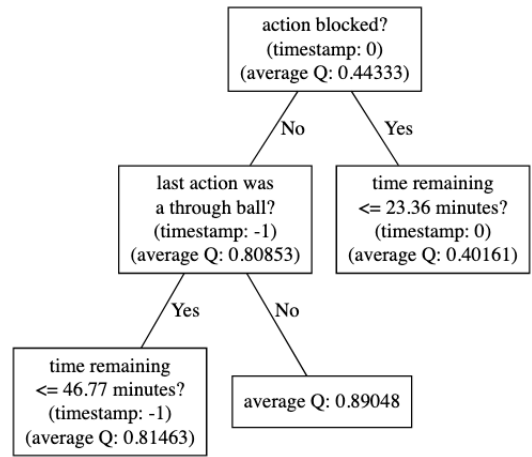 action blocked?
(timestamp: 0)
(average Q: 0.44333)
No
Yes
last action was
a through ball?
(timestamp: -1)
(average Q: 0.80853)
time remaining
<= 23.36 minutes?
(timestamp: 0)
(average Q: 0.40161)
Yes
No
time remaining
<= 46.77 minutes?
(timestamp: -1)
(average Q: 0.81463)
average Q: 0.89048